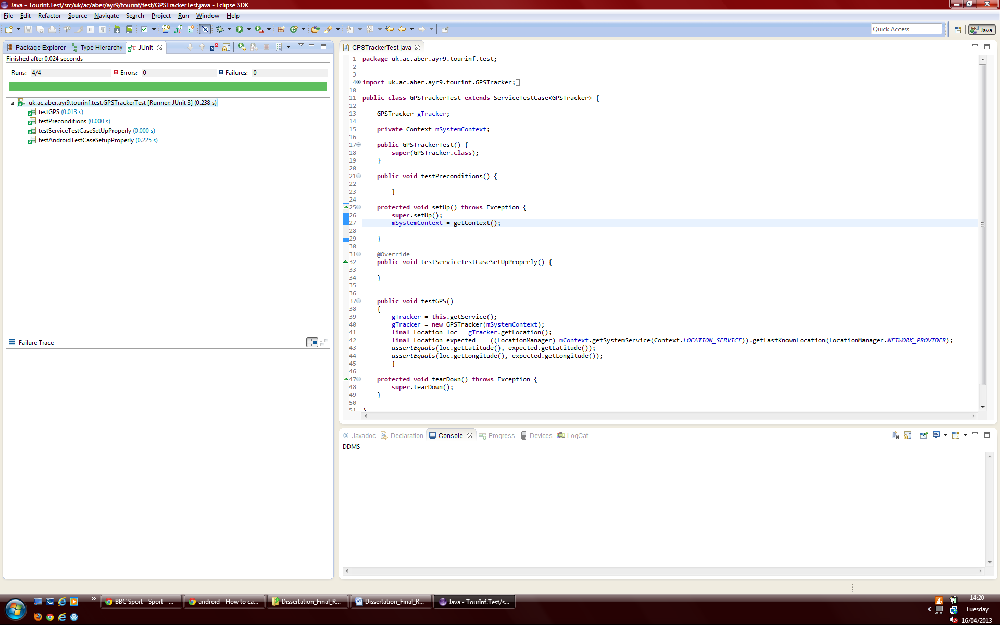 Java - TourInf.Test/src/uk/ac/aber/ayr9/tourinf/test/GPSTrackerTest.java - Eclipse SDK
File Edit Refactor Source Navigate Search Project Run Window Help
Quick Access
Java
Package Explorer Type Hierarchy JUnit
Finished after 0.024 seconds
Runs: 4/4 Errors: 0 Failures: 0
uk.ac.aber.ayr9.tourinf.test.GPSTrackerTest [Runner: JUnit 3] (0.238 s)
testGPS (0.013 s)
testPreconditions (0.000 s)
testServiceTestCaseSetUpProperly (0.000 s)
testAndroidTestCaseSetupProperly (0.225 s)
Failure Trace
GPSTrackerTest.java
1 package uk.ac.aber.ayr9.tourinf.test;
2
3
4 import uk.ac.aber.ayr9.tourinf.GPSTracker;
10
11 public class GPSTrackerTest extends ServiceTestCase<GPSTracker> {
12
13 GPSTracker gTracker;
14
15 private Context mSystemContext;
16
17 public GPSTrackerTest() {
18 super(GPSTracker.class);
19 }
20
21 public void testPreconditions() {
22
23 }
24
25 protected void setUp() throws Exception {
26 super.setUp();
27 mSystemContext = getContext();
28
29 }
30
31 @Override
32 public void testServiceTestCaseSetUpProperly() {
33
34 }
35
36
37 public void testGPS()
38 {
39 gTracker = this.getService();
40 gTracker = new GPSTracker(mSystemContext);
41 final Location loc = gTracker.getLocation();
42 final Location expected = ((LocationManager) mContext.getSystemService(Context.LOCATION_SERVICE)).getLastKnownLocation(LocationManager.NETWORK_PROVIDER);
43 assertEquals(loc.getLatitude(), expected.getLatitude());
44 assertEquals(loc.getLongitude(), expected.getLongitude());
45 }
46
47 protected void tearDown() throws Exception {
48 super.tearDown();
49 }
50
51 }
@ Javadoc Declaration Console Progress Devices LogCat
DDMS
BBC Sport - Sport - ... android - How to ca... Dissertation_Final_R... Dissertation_Final_R... Java - TourInf.Test/s...
14:20
Tuesday
16/04/2013